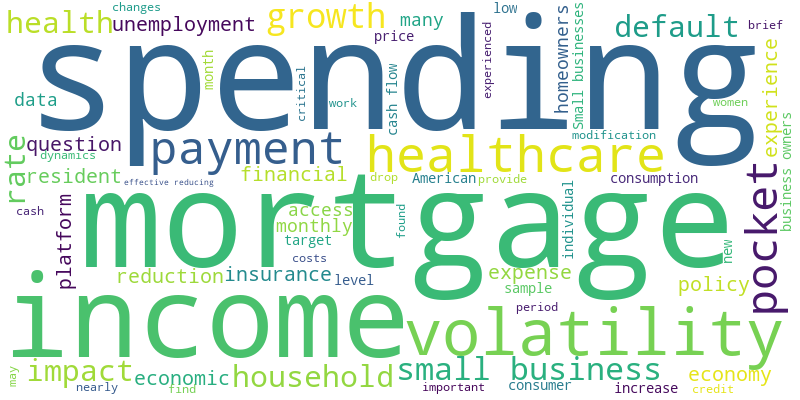 changes
low
health
unemployment
growth
many
price
default
brief
spending
month
critical
experienced
homeowners
Small businesses
data
work
cash flow
women
experience
business owners
rate
question
dynamics
payment
healthcare
modification
resident
effective reducing
financial
drop
American
provide
consumption
pocket
cash
platform
mortgage
access
monthly
target
found
individual
new
costs
reduction
insurance
level
expense
sample
policy
income
period
volatility
may
impact
nearly
economic
find
household
small business
important
consumer
increase
economy
credit